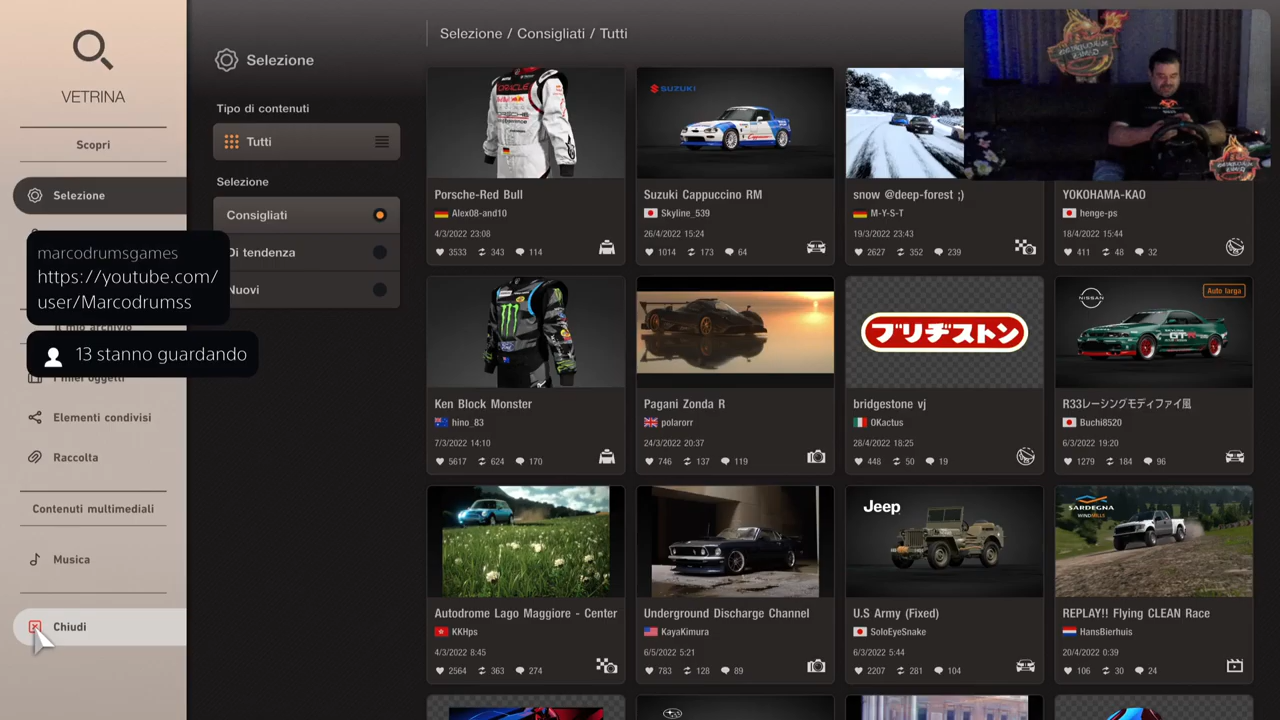 VETRINA
Scopri
Selezione
marcodrumsgames
https://youtube.com/
user/Marcodrumss
Il mio archivio
13 stanno guardando
I miei oggetti
Elementi condivisi
Raccolta
Contenuti multimediali
Musica
Chiudi
Selezione
Tipo di contenuti
Tutti
Selezione
Consigliati
Di tendenza
Nuovi
Selezione / Consigliati / Tutti
ORACLE
Porsche-Red Bull
Alex08-and10
4/3/2022 23:08
3533 343 114
SUZUKI
Suzuki Cappuccino RM
Skyline_539
26/4/2022 15:24
1014 173 64
snow @deep-forest ;)
M-Y-S-T
19/3/2022 23:43
2627 352 239
YOKOHAMA-KAO
henge-ps
18/4/2022 15:44
411 48 32
Ken Block Monster
hino_83
7/3/2022 14:10
5617 624 170
Pagani Zonda R
polarorr
24/3/2022 20:37
746 137 119
ブリヂストン
bridgestone vj
OKactus
28/4/2022 18:25
448 50 19
NISSAN
Auto larga
R33レーシングモディファイ風
Buchi8520
6/3/2022 19:20
1279 184 96
Autodrome Lago Maggiore - Center
KKHps
4/3/2022 8:45
2564 363 274
Underground Discharge Channel
KayaKimura
6/5/2022 5:21
783 128 89
Jeep
U.S Army (Fixed)
SoloEyeSnake
6/3/2022 5:44
2207 281 104
SARDEGNA
WINDMILLS
REPLAY!! Flying CLEAN Race
HansBierhuis
20/4/2022 0:39
106 30 24